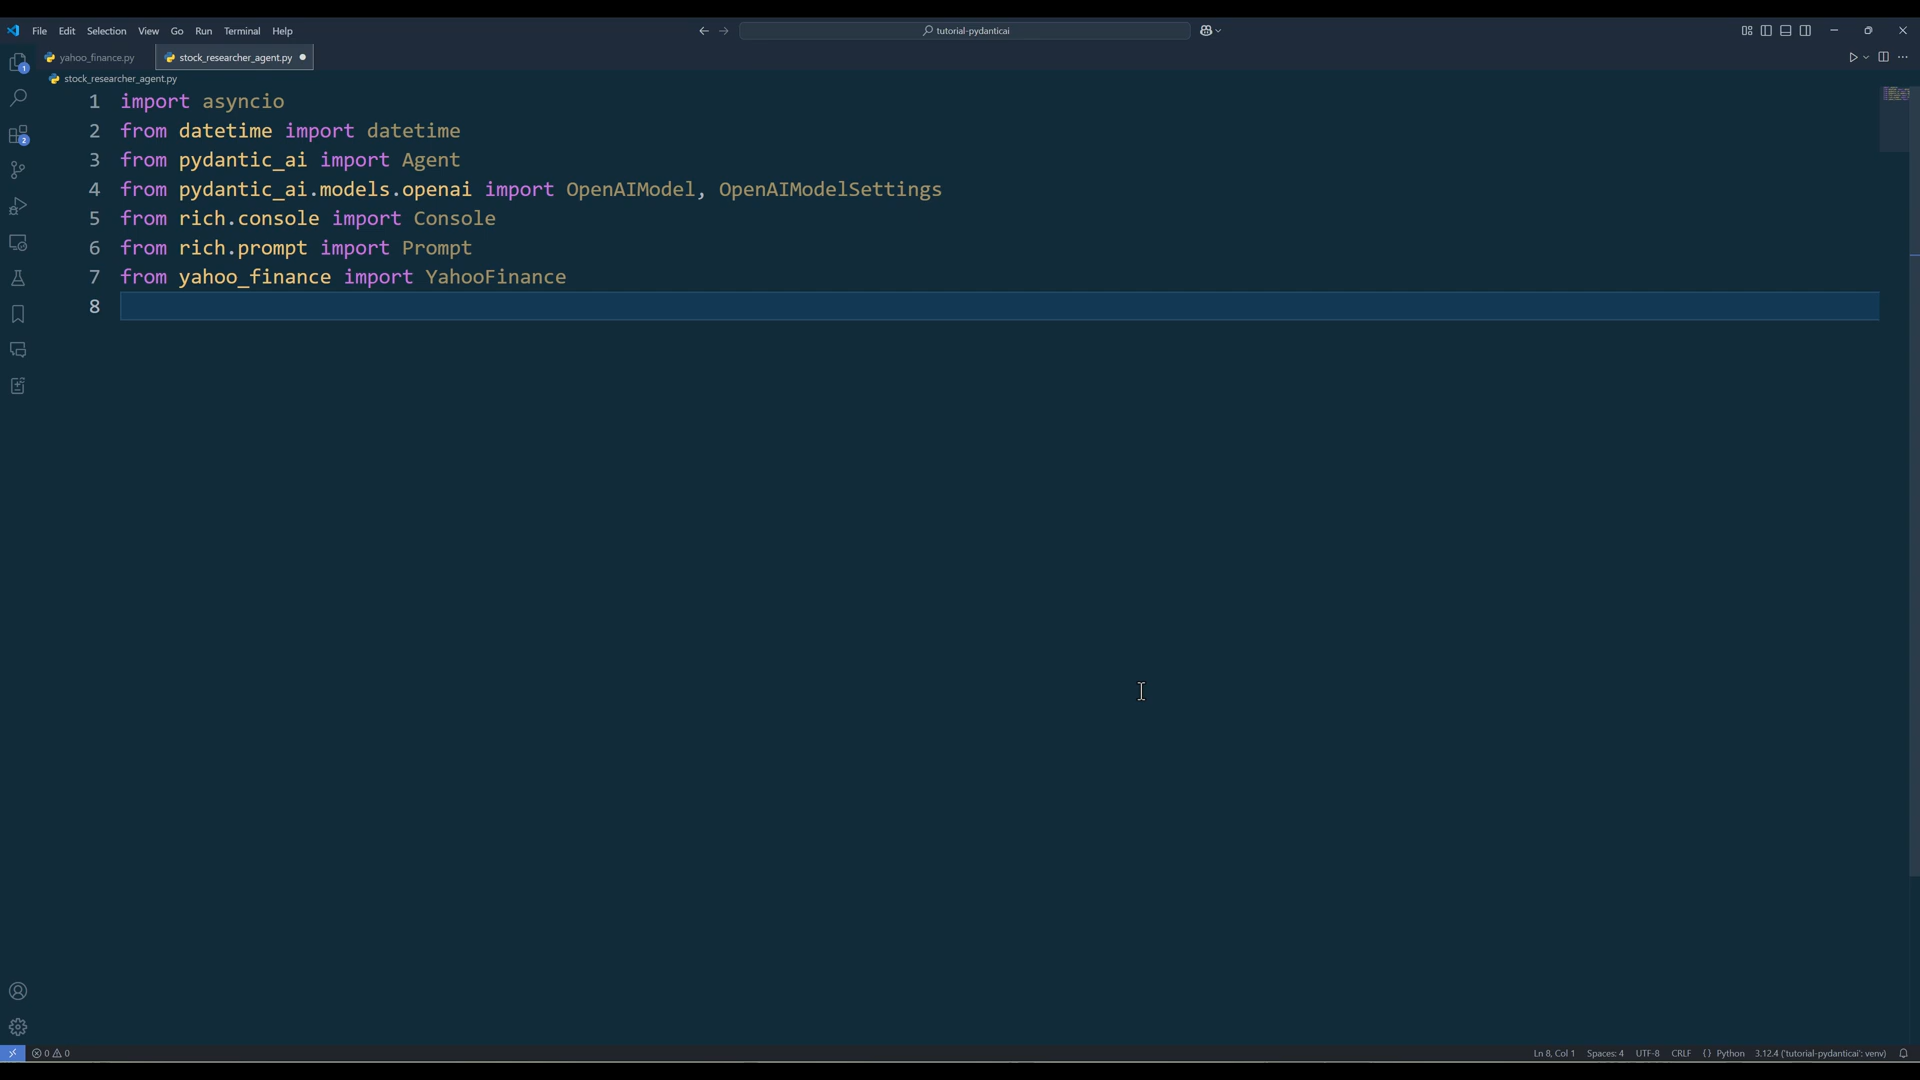 File Edit Selection View Go Run Terminal Help
tutorial-pydanticai
yahoo_finance.py
stock_researcher_agent.py
stock_researcher_agent.py
1 import asyncio
2 from datetime import datetime
3 from pydantic_ai import Agent
4 from pydantic_ai.models.openai import OpenAIModel, OpenAIModelSettings
5 from rich.console import Console
6 from rich.prompt import Prompt
7 from yahoo_finance import YahooFinance
8
1
2
0 0
Ln 8, Col 1 Spaces: 4 UTF-8 CRLF {} Python 3.12.4 ('tutorial-pydanticai': venv)